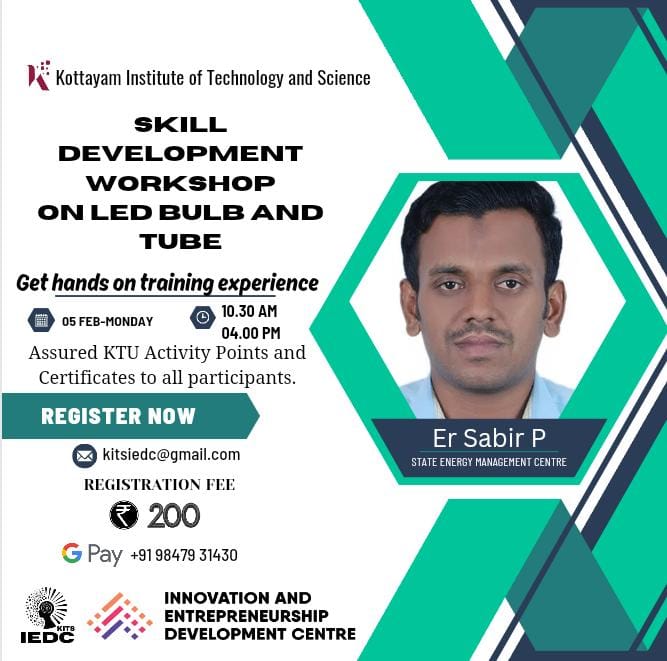 Kottayam Institute of Technology and Science
SKILL
DEVELOPMENT
WORKSHOP
ON LED BULB AND
TUBE
Get hands on training experience
05 FEB-MONDAY
10.30 AM
04.00 PM
Assured KTU Activity Points and
Certificates to all participants.
REGISTER NOW
kitsiedc@gmail.com
REGISTRATION FEE
₹ 200
G Pay +91 98479 31430
Er Sabir P
STATE ENERGY MANAGEMENT CENTRE
KITS
IEDC
INNOVATION AND
ENTREPRENEURSHIP
DEVELOPMENT CENTRE